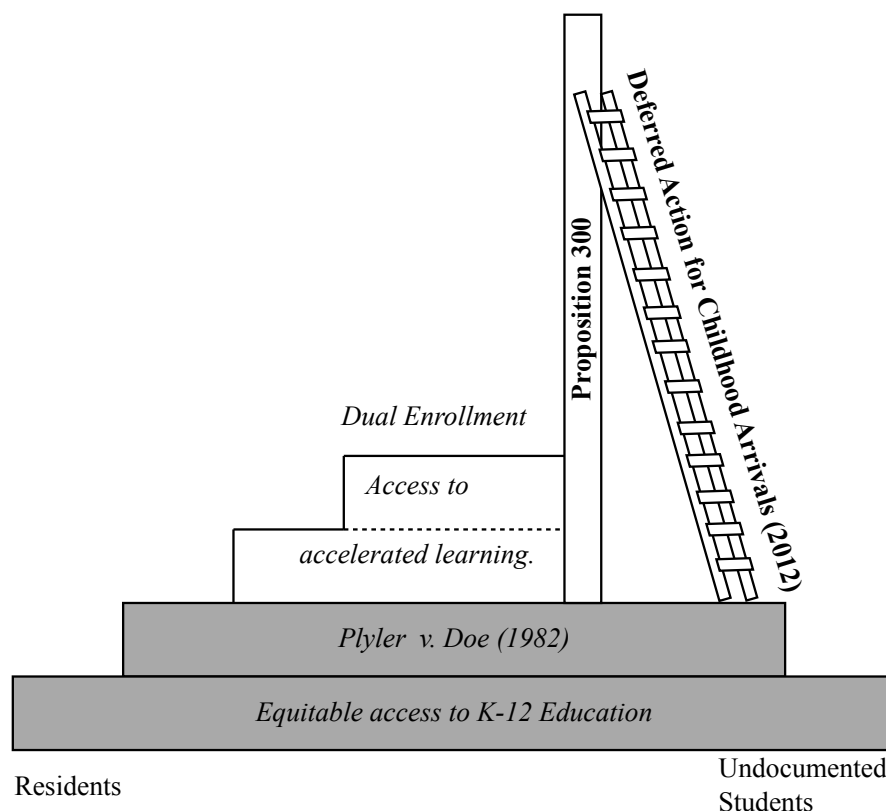 Deferred Action for Childhood Arrivals (2012)
Proposition 300
Dual Enrollment
Access to
accelerated learning.
Plyler v. Doe (1982)
Equitable access to K-12 Education
Residents
Undocumented
Students